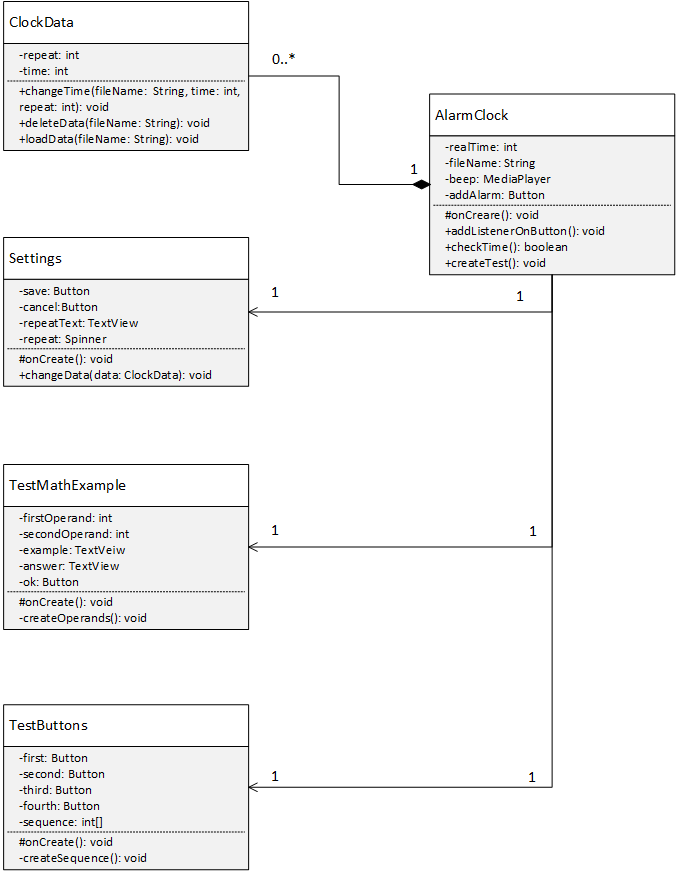 ClockData
-repeat: int
-time: int
+changeTime(fileName: String, time: int,
repeat: int): void
+deleteData(fileName: String): void
+loadData(fileName: String): void
0..*
1
AlarmClock
-realTime: int
-fileName: String
-beep: MediaPlayer
-addAlarm: Button
#onCreare(): void
+addListenerOnButton(): void
+checkTime(): boolean
+createTest(): void
Settings
-save: Button
-cancel:Button
-repeatText: TextView
-repeat: Spinner
#onCreate(): void
+changeData(data: ClockData): void
1
1
TestMathExample
-firstOperand: int
-secondOperand: int
-example: TextVeiw
-answer: TextView
-ok: Button
#onCreate(): void
-createOperands(): void
1
1
TestButtons
-first: Button
-second: Button
-third: Button
-fourth: Button
-sequence: int[]
#onCreate(): void
-createSequence(): void
1
1